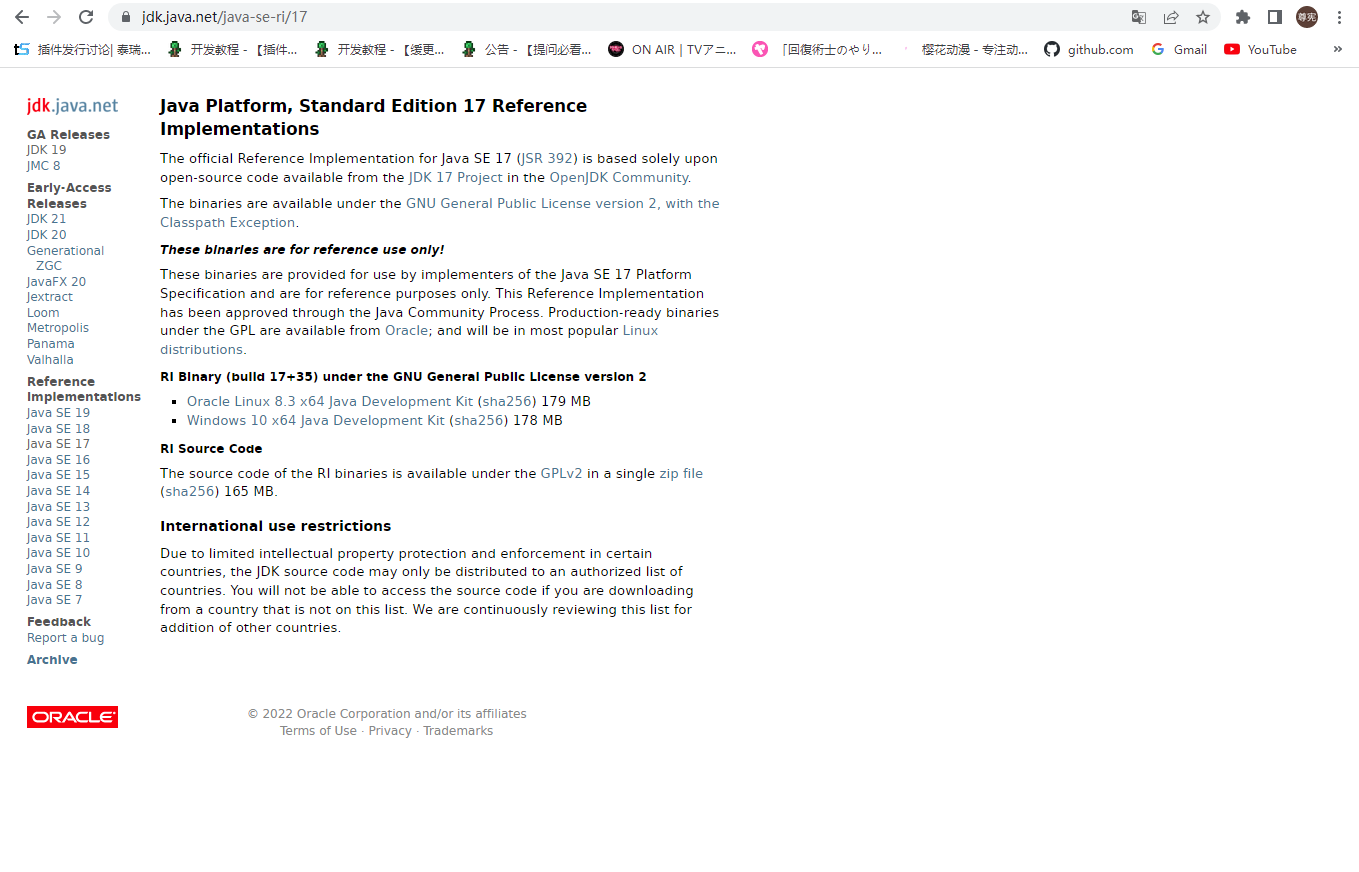 jdk.java.net/java-se-ri/17
尊宪
tS 插件发行讨论| 泰瑞... 开发教程 - 【插件... 开发教程 - 【缓更... 公告 - 【提问必看... ON AIR｜TVアニ... 「回復術士のやり... 樱花动漫 - 专注动... github.com Gmail YouTube »
jdk.java.net
GA Releases
JDK 19
JMC 8
Early-Access
Releases
JDK 21
JDK 20
Generational
ZGC
JavaFX 20
Jextract
Loom
Metropolis
Panama
Valhalla
Reference
Implementations
Java SE 19
Java SE 18
Java SE 17
Java SE 16
Java SE 15
Java SE 14
Java SE 13
Java SE 12
Java SE 11
Java SE 10
Java SE 9
Java SE 8
Java SE 7
Feedback
Report a bug
Archive
Java Platform, Standard Edition 17 Reference
Implementations
The official Reference Implementation for Java SE 17 (JSR 392) is based solely upon
open-source code available from the JDK 17 Project in the OpenJDK Community.
The binaries are available under the GNU General Public License version 2, with the
Classpath Exception.
These binaries are for reference use only!
These binaries are provided for use by implementers of the Java SE 17 Platform
Specification and are for reference purposes only. This Reference Implementation
has been approved through the Java Community Process. Production-ready binaries
under the GPL are available from Oracle; and will be in most popular Linux
distributions.
RI Binary (build 17+35) under the GNU General Public License version 2
▪ Oracle Linux 8.3 x64 Java Development Kit (sha256) 179 MB
▪ Windows 10 x64 Java Development Kit (sha256) 178 MB
RI Source Code
The source code of the RI binaries is available under the GPLv2 in a single zip file
(sha256) 165 MB.
International use restrictions
Due to limited intellectual property protection and enforcement in certain
countries, the JDK source code may only be distributed to an authorized list of
countries. You will not be able to access the source code if you are downloading
from a country that is not on this list. We are continuously reviewing this list for
addition of other countries.
ORACLE
© 2022 Oracle Corporation and/or its affiliates
Terms of Use · Privacy · Trademarks